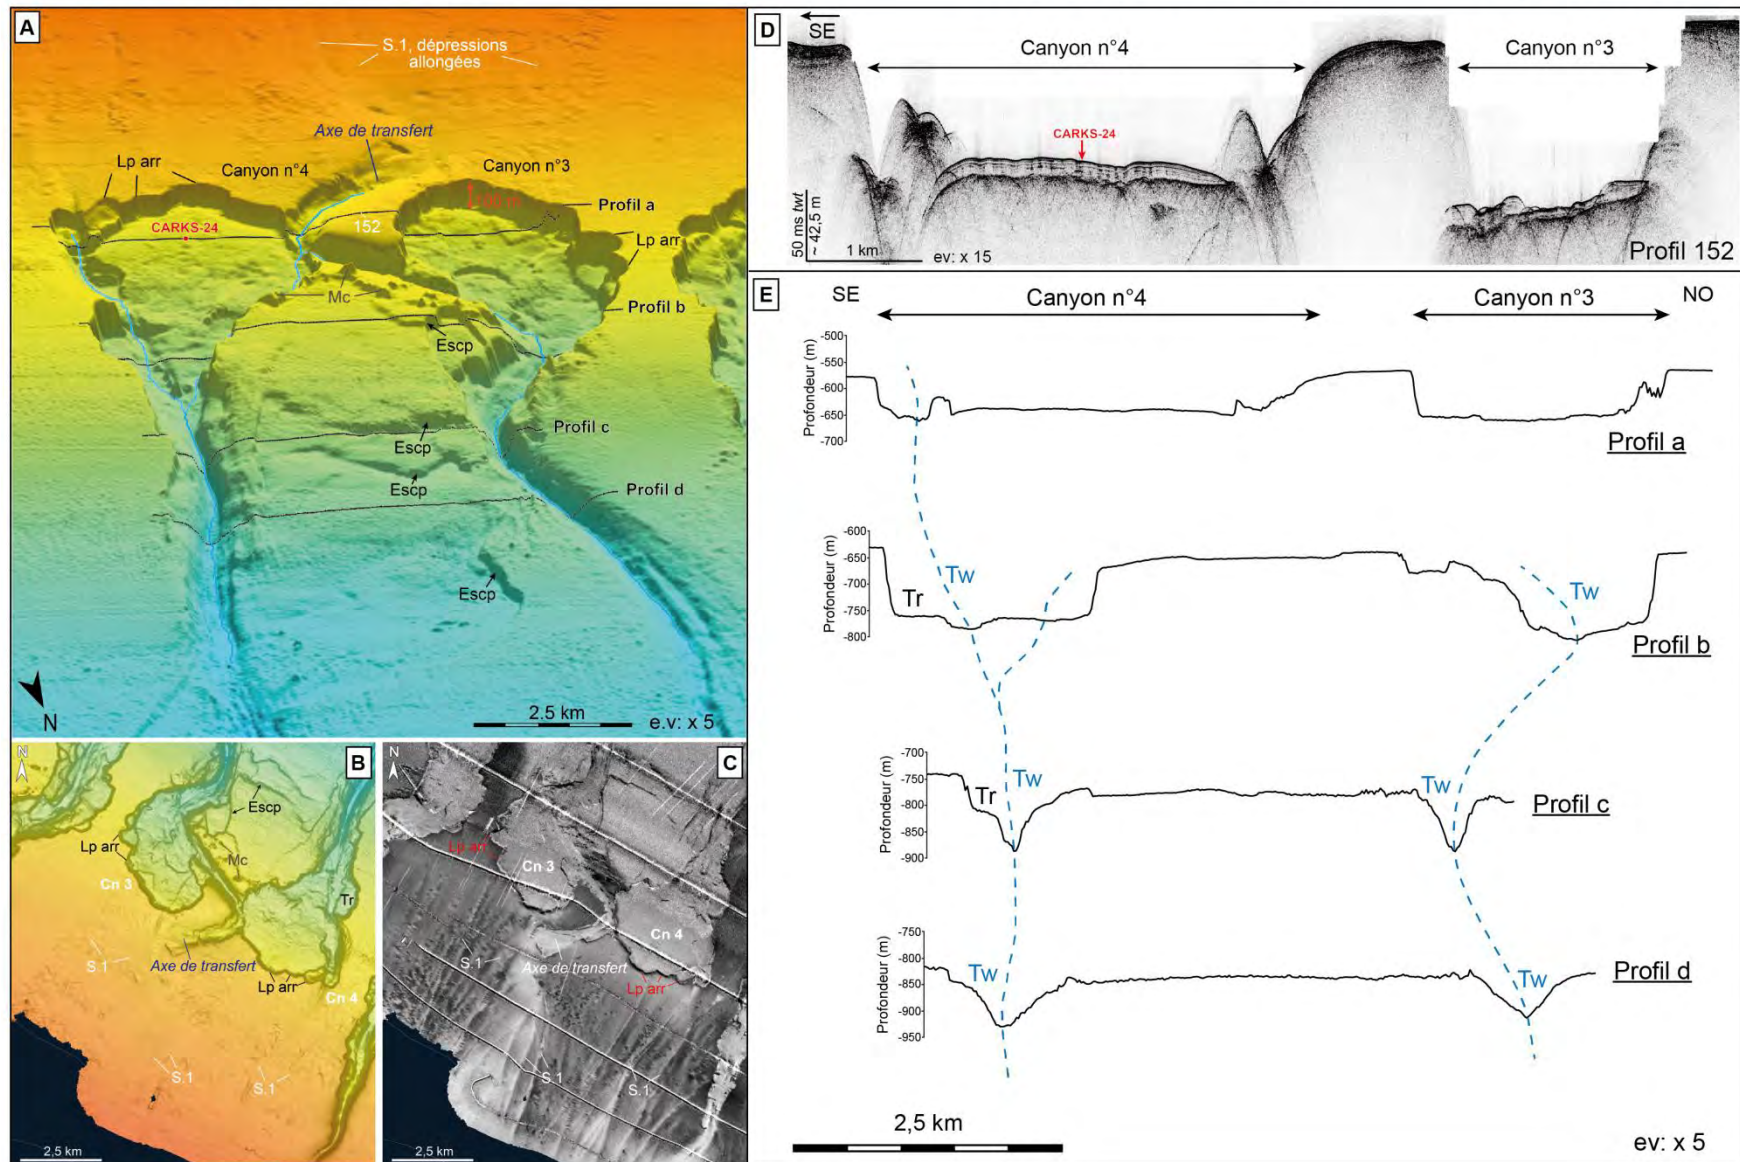 A
S.1, dépressions
allongées
Axe de transfert
Lp arr
Canyon n°4
Canyon n°3
Profil a
CARKS-24
152
Lp arr
Mc
Profil b
Escp
Profil c
Escp
Escp
Profil d
Escp
N
2.5 km
e.v: x 5
B
N
Escp
Lp arr
Mc
Cn 3
Tr
S.1
Axe de transfert
Lp arr
Cn 4
S.1
S.1
2,5 km
C
N
Lp arr
Cn 3
Cn 4
S.1
Axe de transfert
Lp arr
S.1
S.1
2,5 km
D
SE
Canyon n°4
Canyon n°3
CARKS-24
50 ms twt
~ 42,5 m
1 km
ev: x 15
Profil 152
E
SE
Canyon n°4
Canyon n°3
NO
Profondeur (m)
-500
-550
-600
-650
-700
Profil a
Profondeur (m)
-600
-650
-700
-750
-800
Tr
Tw
Tw
Profil b
Profondeur (m)
-700
-750
-800
-850
-900
Tr
Tw
Tw
Profil c
Profondeur (m)
-750
-800
-850
-900
-950
Tw
Tw
Profil d
2,5 km
ev: x 5